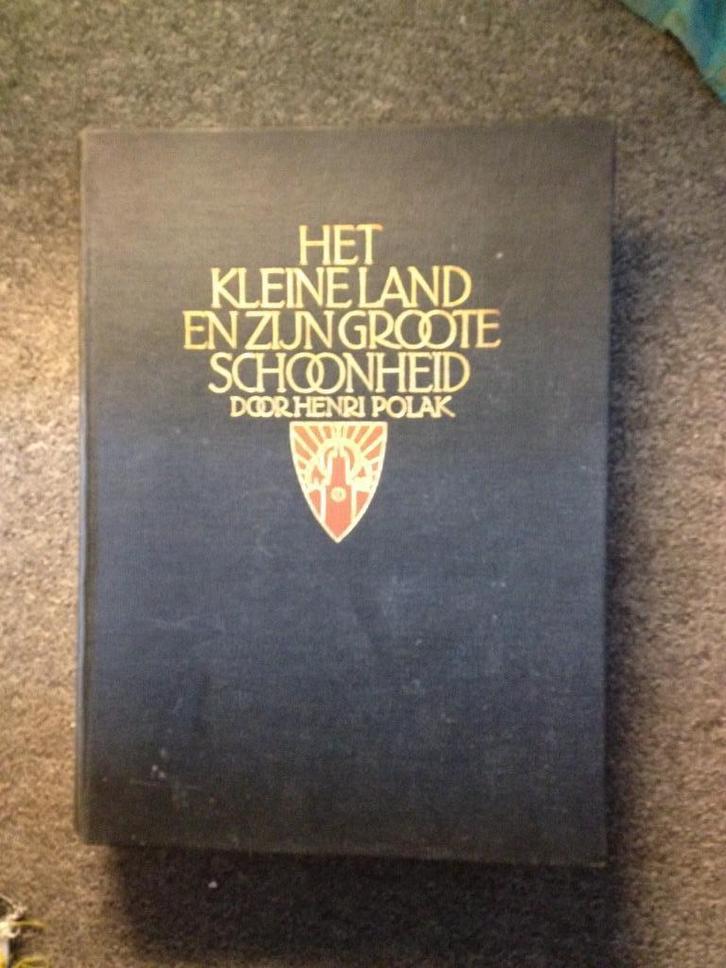 HET
KLEINE LAND
EN ZIJN GROOTE
SCHOONHEID
DOOR HENRI POLAK